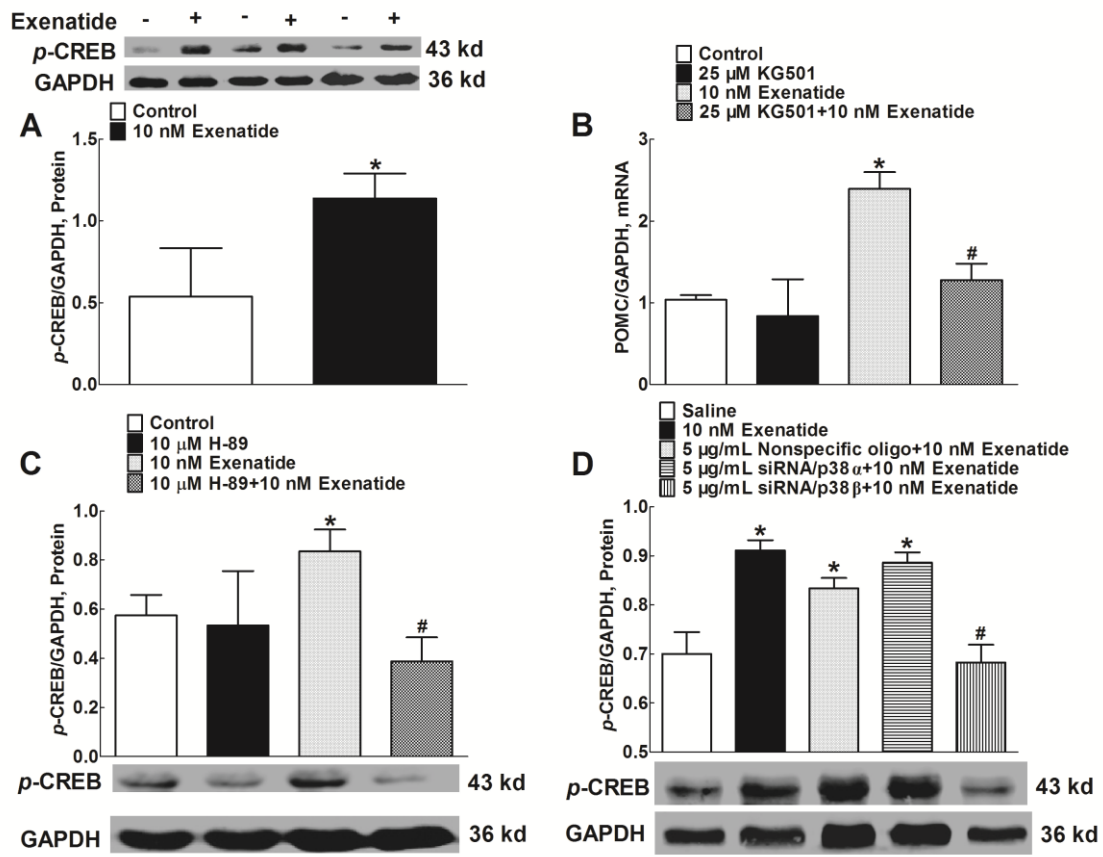 Exenatide - + - + - +
p-CREB 43 kd
GAPDH 36 kd
A
Control
10 nM Exenatide
1.5
1.0
0.5
0.0
p-CREB/GAPDH, Protein
*
B
Control
25 µM KG501
10 nM Exenatide
25 µM KG501+10 nM Exenatide
3
2
1
0
POMC/GAPDH, mRNA
*
#
C
Control
10 µM H-89
10 nM Exenatide
10 µM H-89+10 nM Exenatide
1.0
0.8
0.6
0.4
0.2
0.0
p-CREB/GAPDH, Protein
*
#
p-CREB 43 kd
GAPDH 36 kd
D
Saline
10 nM Exenatide
5 µg/mL Nonspecific oligo+10 nM Exenatide
5 µg/mL siRNA/p38 α+10 nM Exenatide
5 µg/mL siRNA/p38 β+10 nM Exenatide
1.0
0.9
0.8
0.7
0.6
0.5
p-CREB/GAPDH, Protein
*
*
*
#
p-CREB 43 kd
GAPDH 36 kd